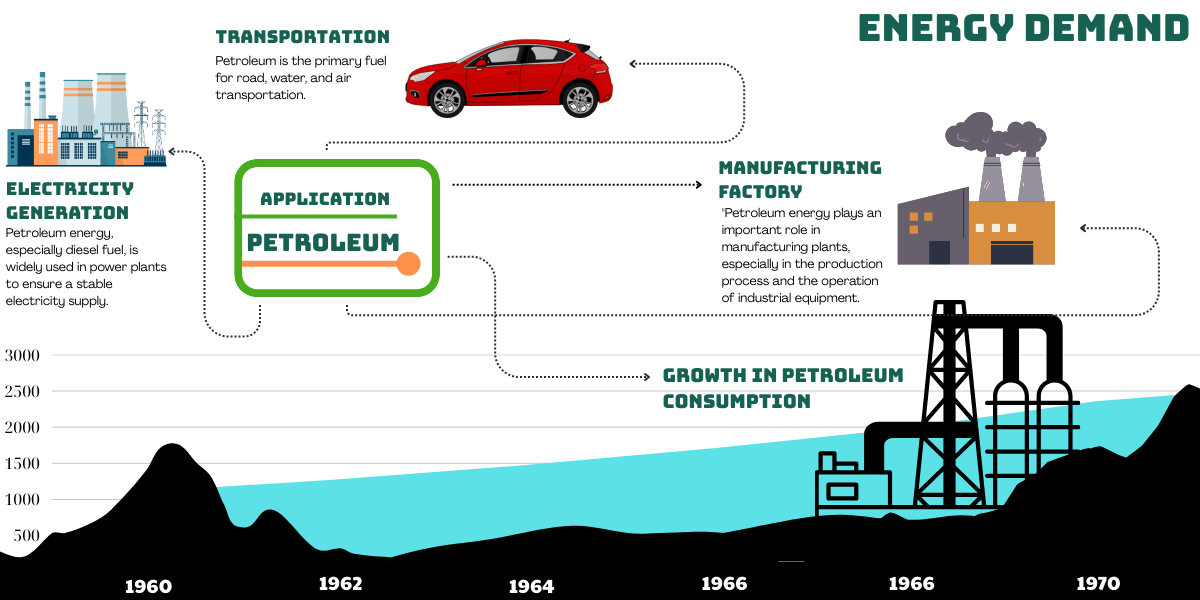 ENERGY DEMAND
TRANSPORTATION
Petroleum is the primary fuel
for road, water, and air
transportation.
ELECTRICITY
GENERATION
Petroleum energy,
especially diesel fuel, is
widely used in power plants
to ensure a stable
electricity supply.
APPLICATION
PETROLEUM
MANUFACTURING
FACTORY
"Petroleum energy plays an
important role in
manufacturing plants,
especially in the production
process and the operation
of industrial equipment.
GROWTH IN PETROLEUM
CONSUMPTION
3000
2500
2000
1500
1000
500
1960 1962 1964 1966 1966 1970